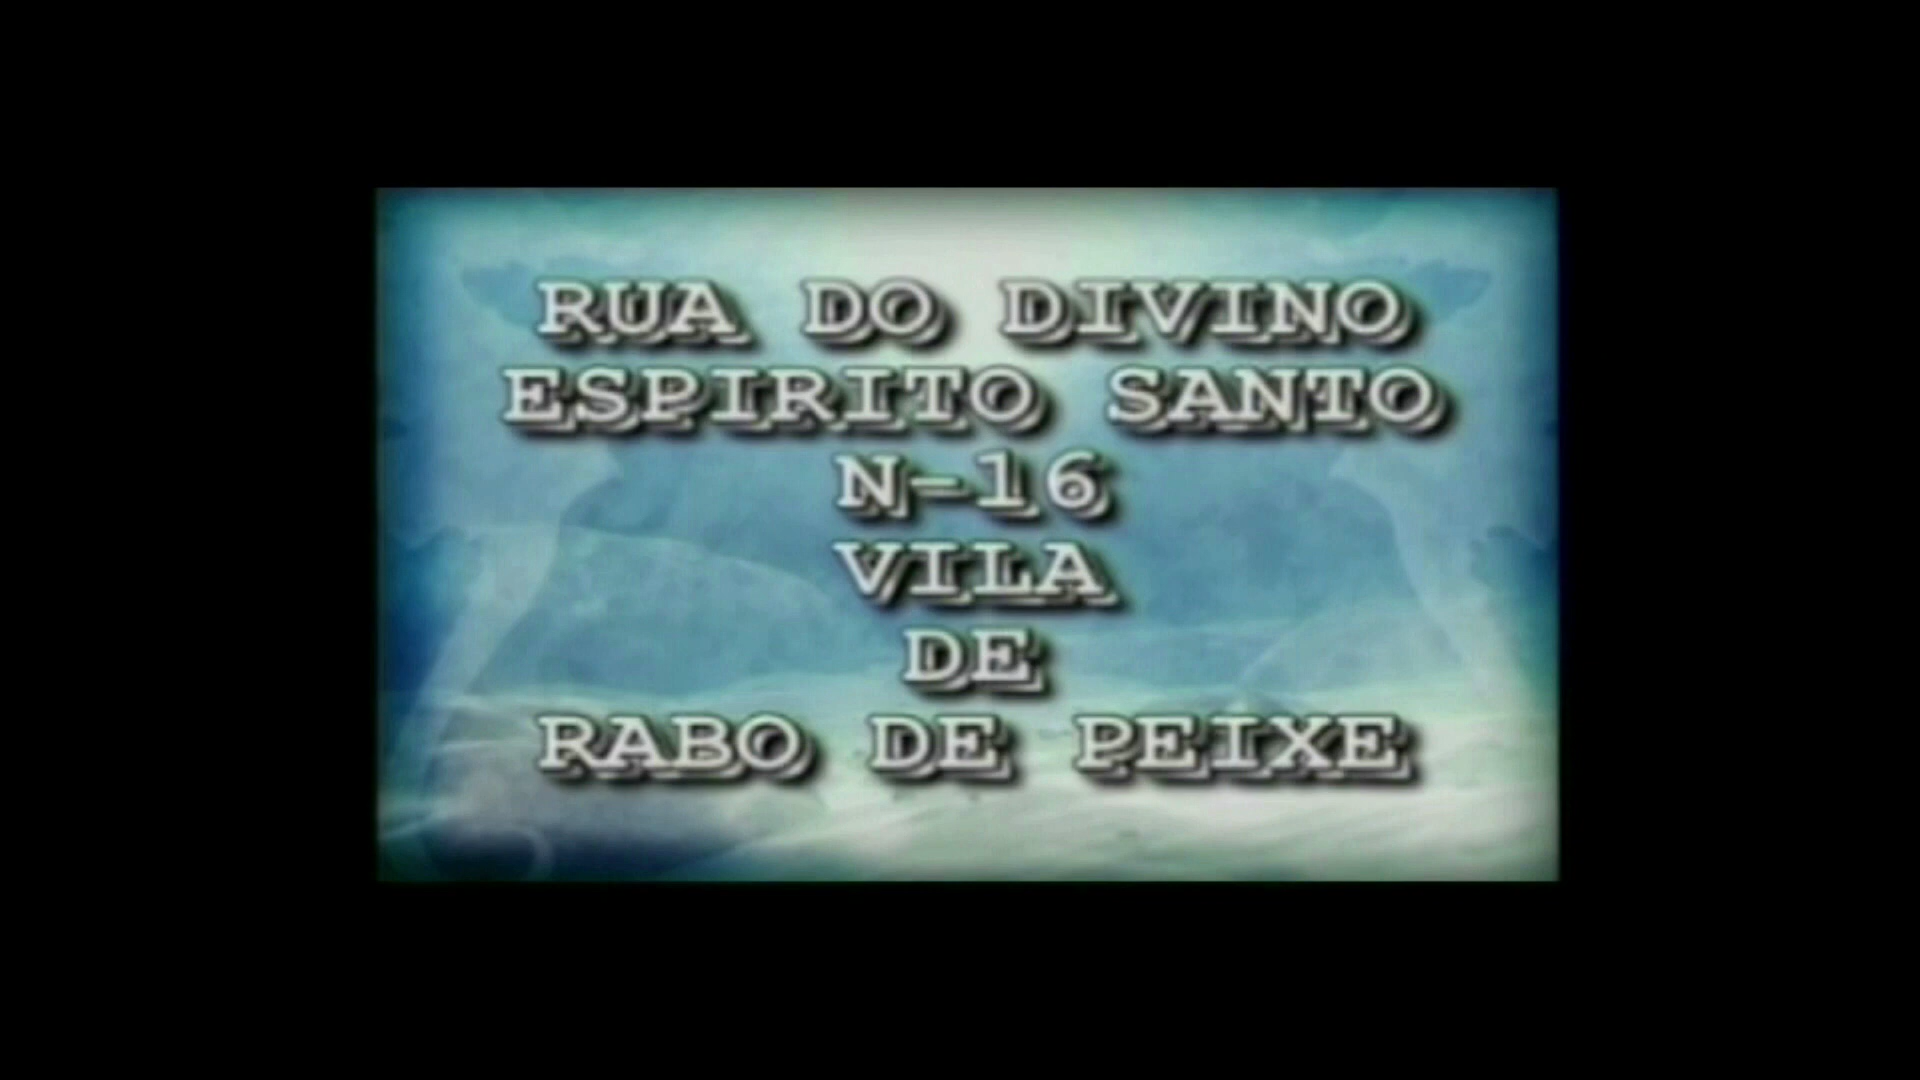 RUA DO DIVINO
ESPIRITO SANTO
N-16
VILA
DE
RABO DE PEIXE